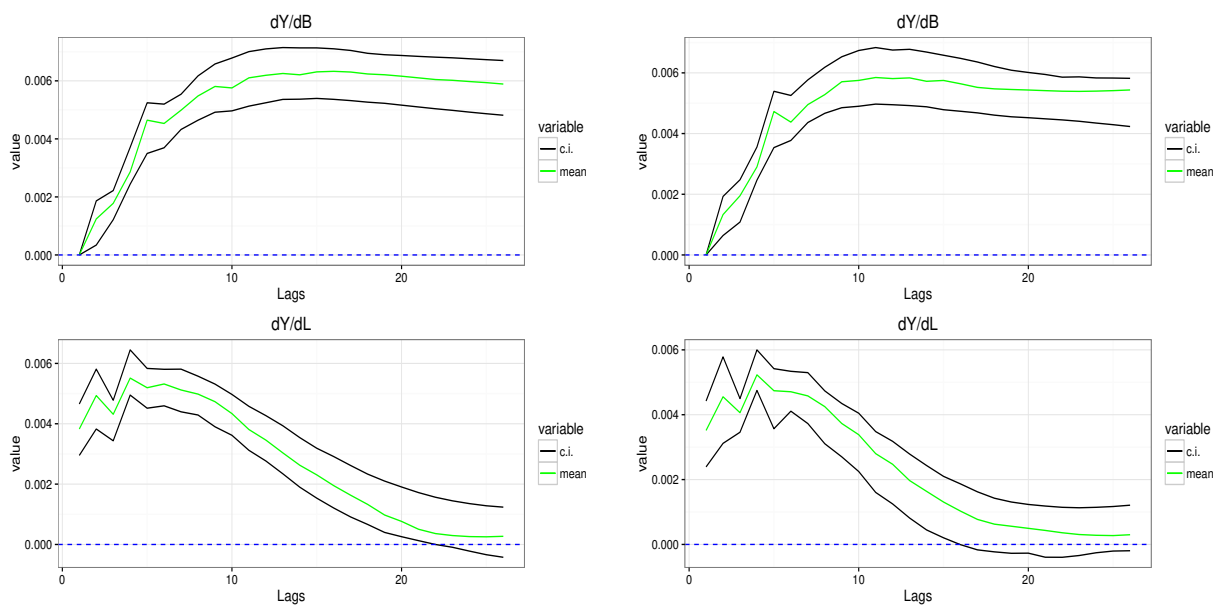 dY/dB
value
0.006
0.004
0.002
0.000
0
10
20
Lags
variable
c.i.
mean
dY/dB
value
0.006
0.004
0.002
0.000
0
10
20
Lags
variable
c.i.
mean
dY/dL
value
0.006
0.004
0.002
0.000
0
10
20
Lags
variable
c.i.
mean
dY/dL
value
0.006
0.004
0.002
0.000
0
10
20
Lags
variable
c.i.
mean